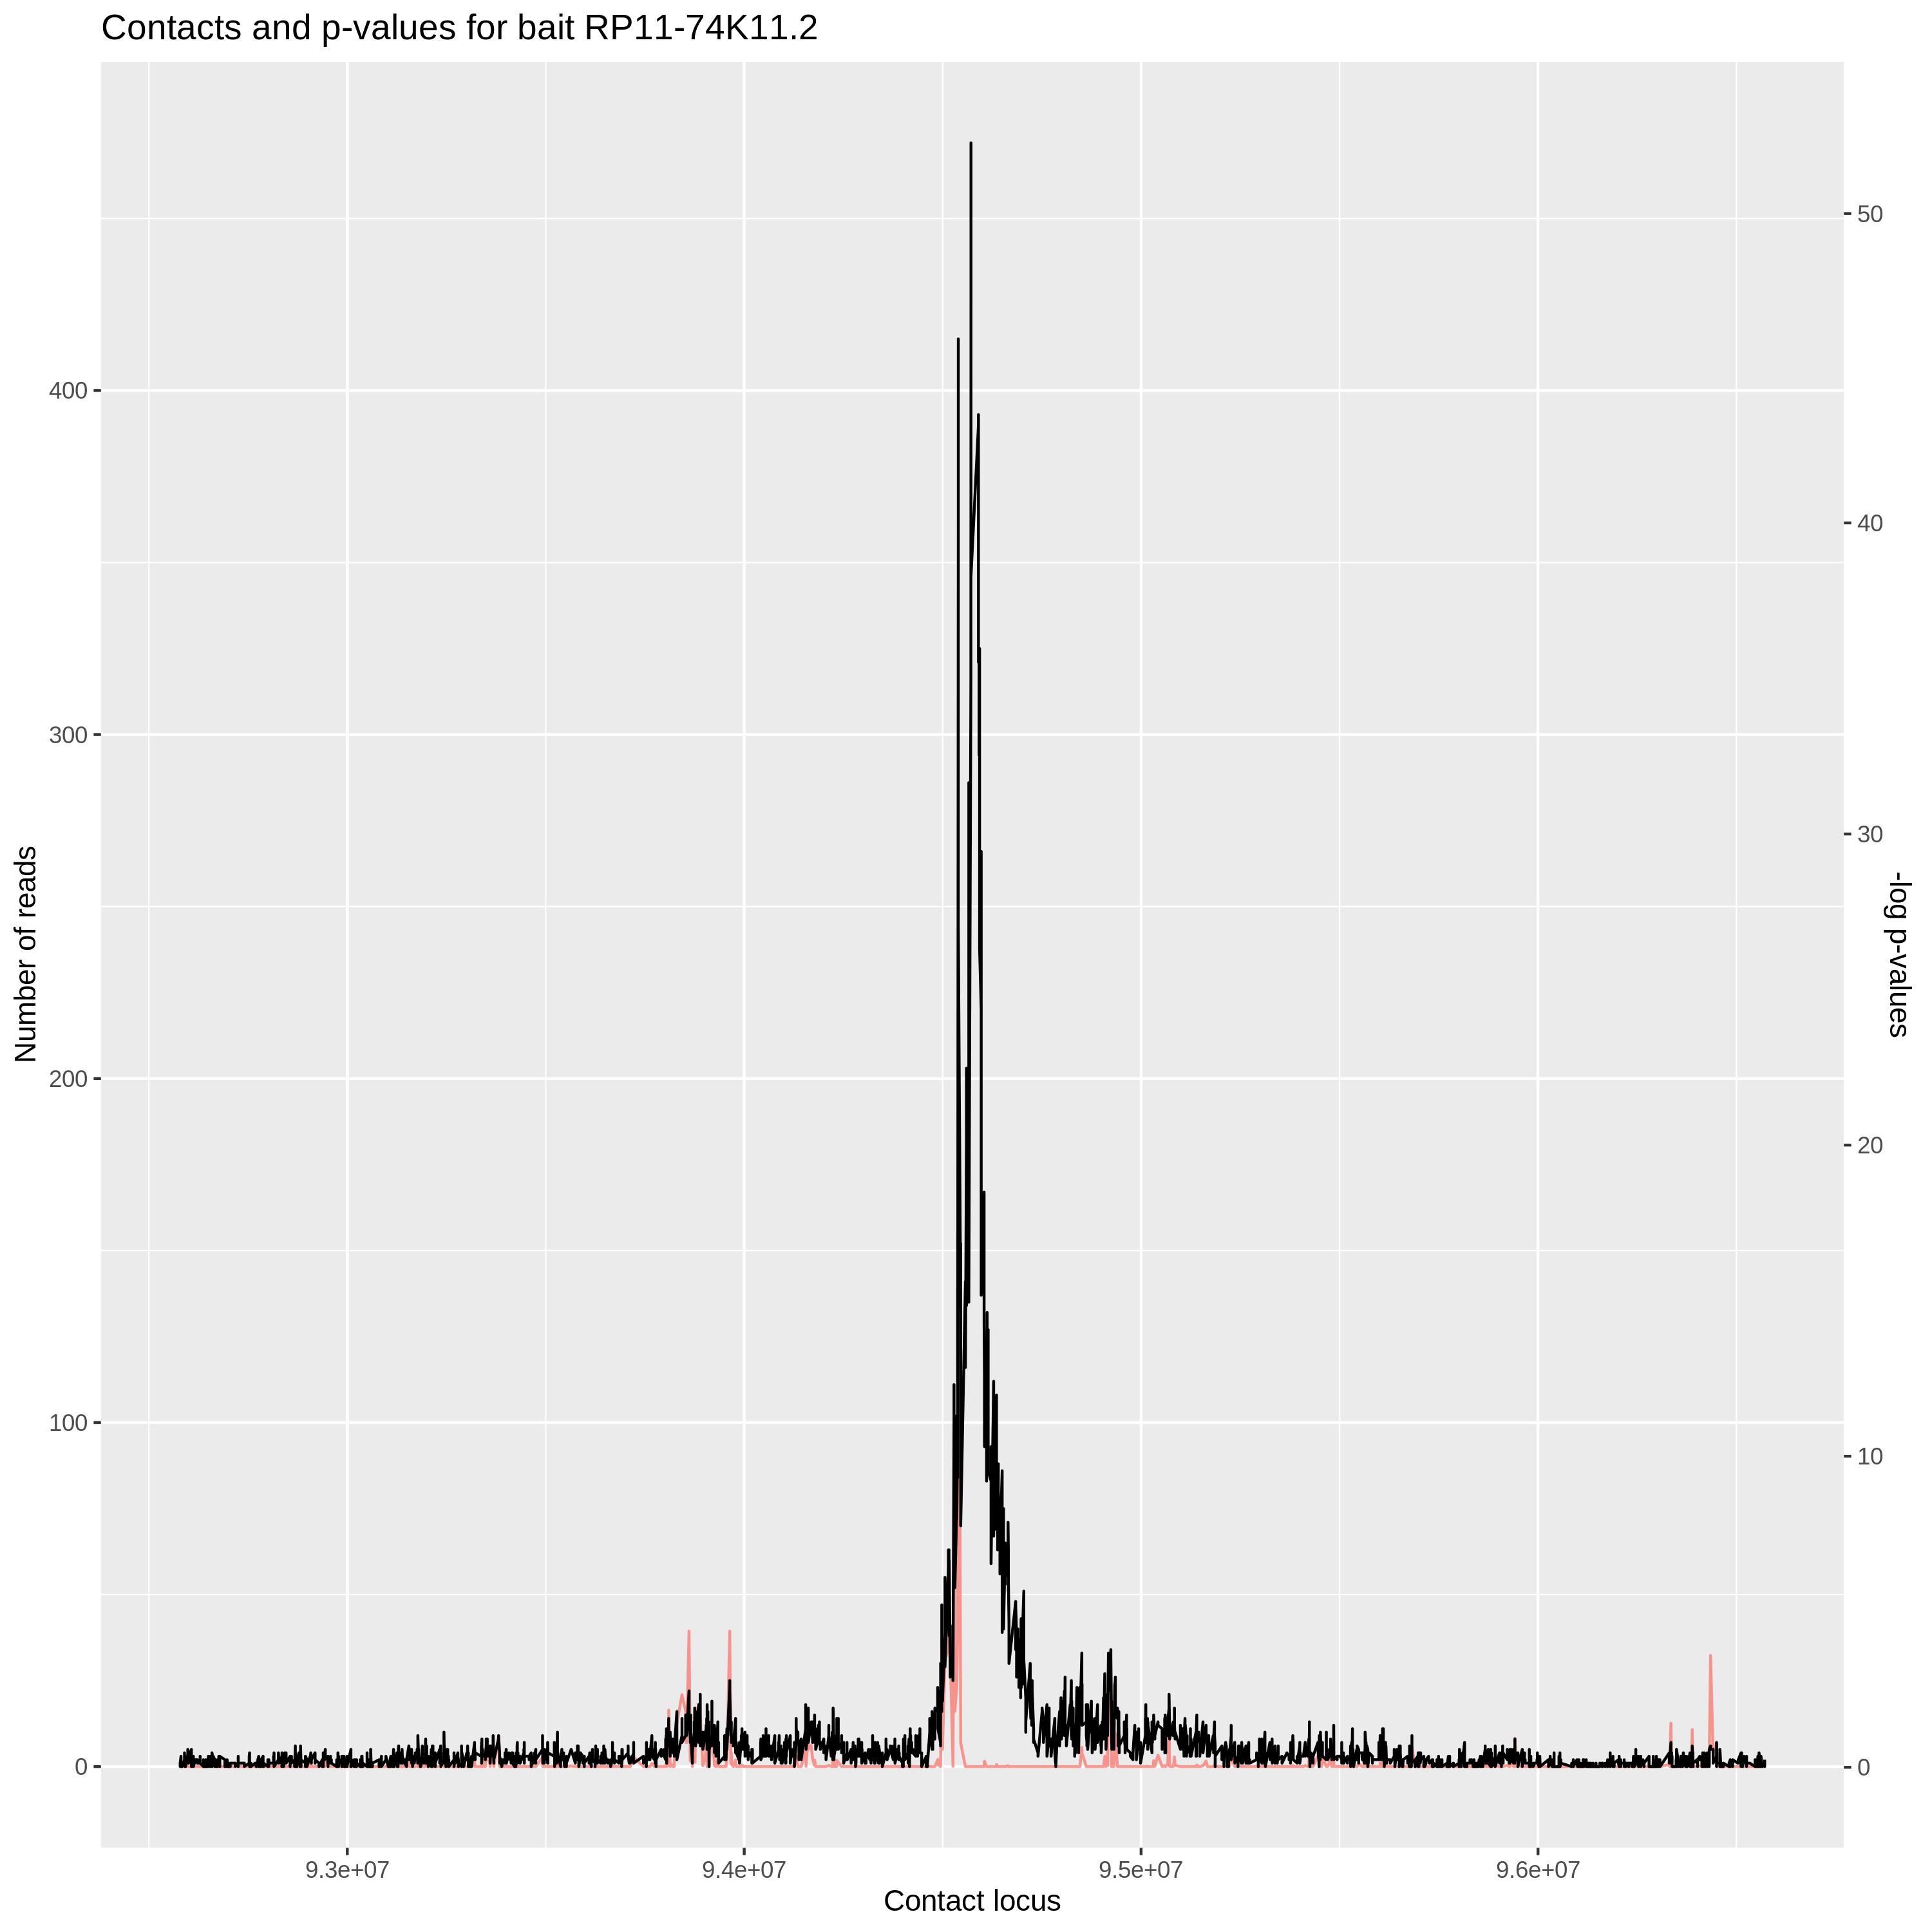 Contacts and p-values for bait RP11-74K11.2
Number of reads
400
300
200
100
0
50
40
30
20
10
0
-log p-values
9.3e+07 9.4e+07 9.5e+07 9.6e+07
Contact locus